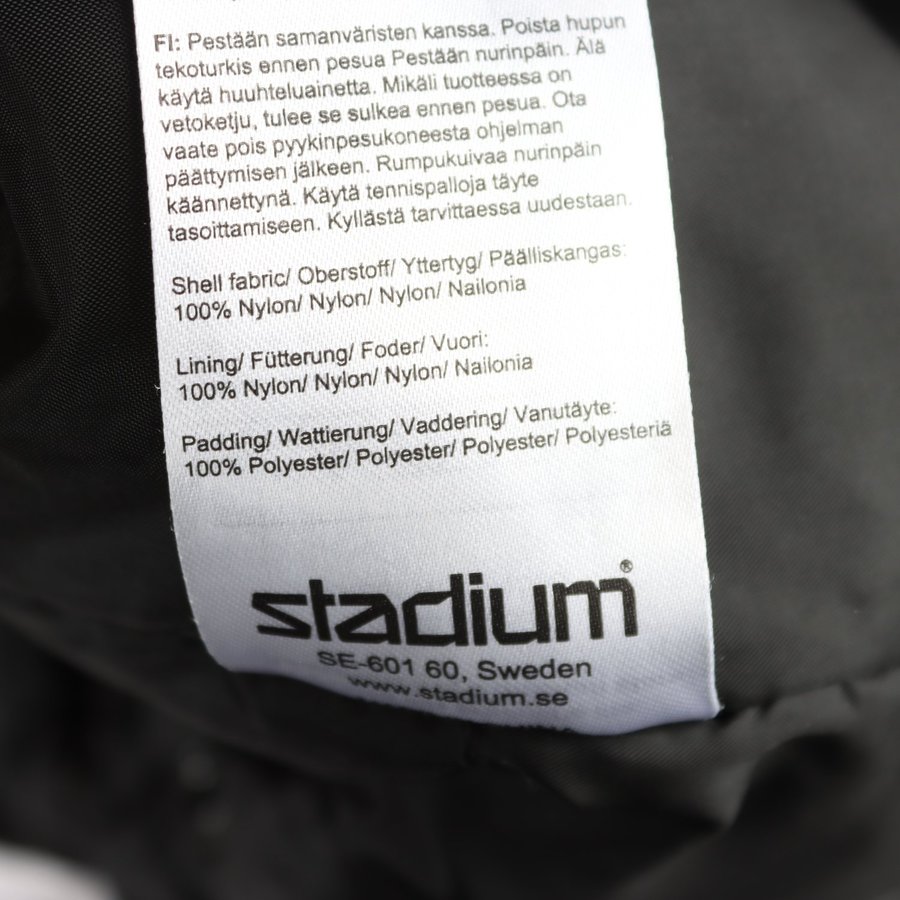 FI: Pestään samanväristen kanssa. Poista hupun
tekoturkis ennen pesua Pestään nurinpäin. Älä
käytä huuhteluainetta. Mikäli tuotteessa on
vetoketju, tulee se sulkea ennen pesua. Ota
vaate pois pyykinpesukoneesta ohjelman
päättymisen jälkeen. Rumpukuivaa nurinpäin
käännettynä. Käytä tennispalloja täyte
tasoittamiseen. Kyllästä tarvittaessa uudestaan.
Shell fabric/ Oberstoff/ Yttertyg/ Päälliskangas:
100% Nylon/ Nylon/ Nylon/ Nailonia
Lining/ Fütterung/ Foder/ Vuori:
100% Nylon/ Nylon/ Nylon/ Nailonia
Padding/ Wattierung/ Vaddering/ Vanutäyte:
100% Polyester/ Polyester/ Polyester/ Polyesteriä
stadium®
SE-601 60, Sweden
www.stadium.se